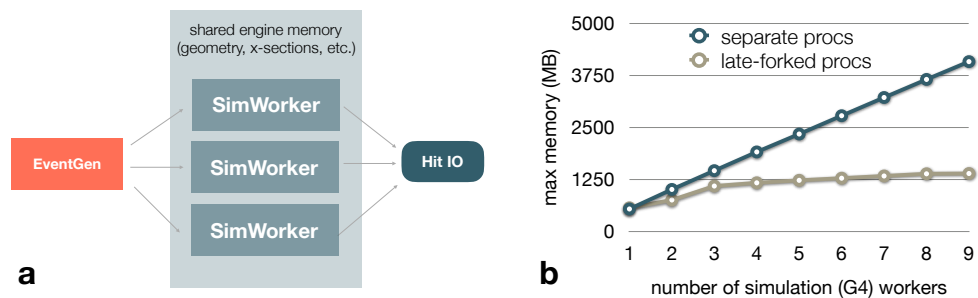 shared engine memory
(geometry, x-sections, etc.)
SimWorker
SimWorker
SimWorker
EventGen
Hit IO
a
max memory (MB)
5000
3750
2500
1250
0
separate procs
late-forked procs
1 2 3 4 5 6 7 8 9
number of simulation (G4) workers
b